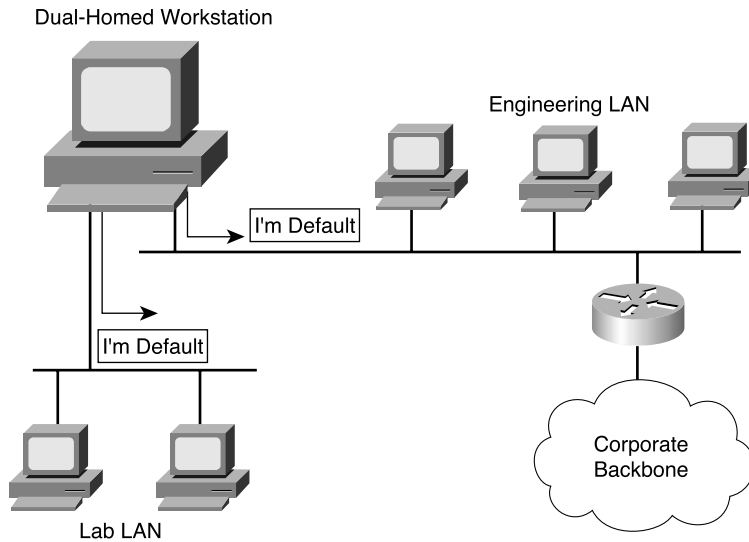 Dual-Homed Workstation
Engineering LAN
I'm Default
I'm Default
Corporate
Backbone
Lab LAN